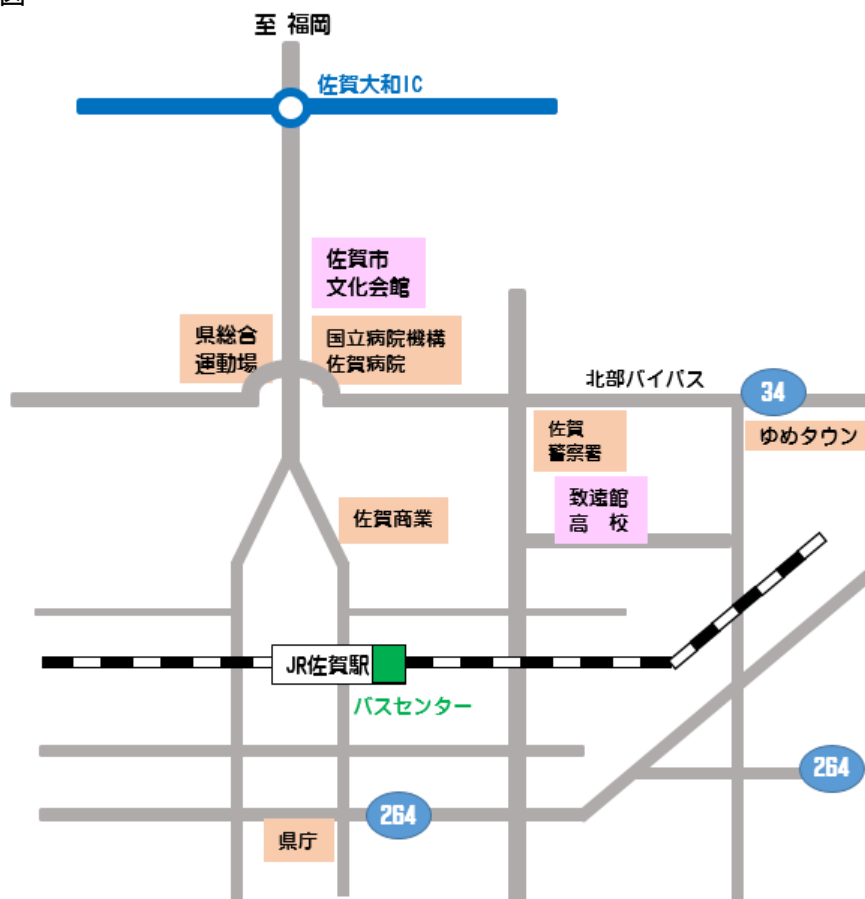 図
至 福岡
佐賀大和IC
佐賀市
文化会館
県総合
運動場
国立病院機構
佐賀病院
北部バイパス
34
ゆめタウン
佐賀
警察署
致遠館
高 校
佐賀商業
JR佐賀駅
バスセンター
264
264
県庁